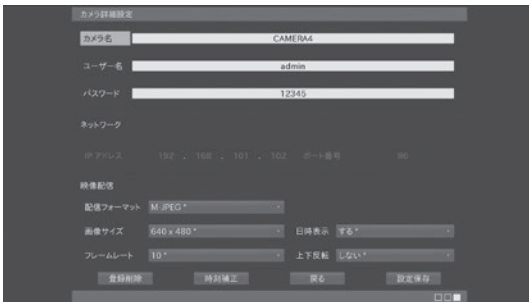 カメラ詳細設定
カメラ名 CAMERA4
ユーザー名 admin
パスワード 12345
ネットワーク
IPアドレス 192 . 168 . 101 . 102 ポート番号 80
映像配信
配信フォーマット M-JPEG *
画像サイズ 640 x 480 * 日時表示 する *
フレームレート 10 * 上下反転 しない *
登録削除 時刻補正 戻る 設定保存